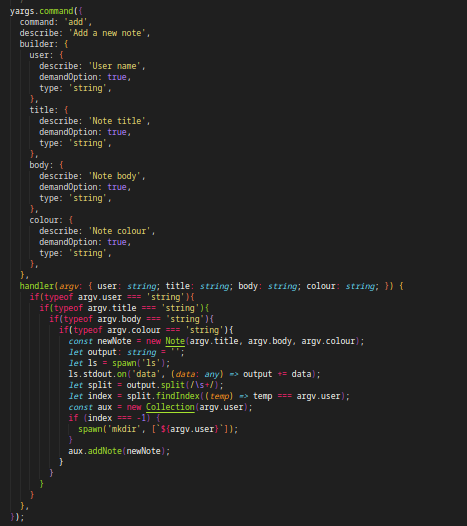 yargs.command({
  command: 'add',
  describe: 'Add a new note',
  builder: {
    user: {
      describe: 'User name',
      demandOption: true,
      type: 'string',
    },
    title: {
      describe: 'Note title',
      demandOption: true,
      type: 'string',
    },
    body: {
      describe: 'Note body',
      demandOption: true,
      type: 'string',
    },
    colour: {
      describe: 'Note colour',
      demandOption: true,
      type: 'string',
    },
  },
  handler(argv: { user: string; title: string; body: string; colour: string; }) {
    if(typeof argv.user === 'string'){
      if(typeof argv.title === 'string'){
        if(typeof argv.body === 'string'){
          if(typeof argv.colour === 'string'){
            const newNote = new Note(argv.title, argv.body, argv.colour);
            let output: string = '';
            let ls = spawn('ls');
            ls.stdout.on('data', (data: any) => output += data);
            let split = output.split(/\s+/);
            let index = split.findIndex((temp) => temp === argv.user);
            const aux = new Collection(argv.user);
            if (index === -1) {
              spawn('mkdir', [`${argv.user}`]);
            }
            aux.addNote(newNote);
          }
        }
      }
    }
  },
});